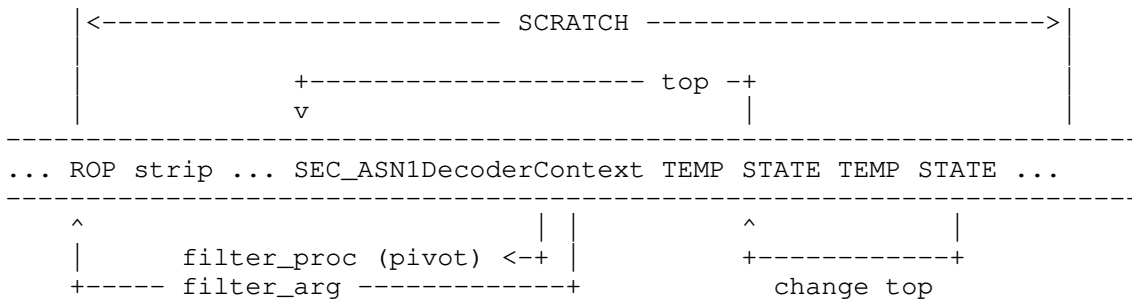 |<------------------------- SCRATCH ------------------------->|
|                                                             |
|             +--------------------- top -+                   |
|             v                           |                   |
-----------------------------------------------------------------------
... ROP strip ... SEC_ASN1DecoderContext TEMP STATE TEMP STATE ...
-----------------------------------------------------------------------
^                            | |          ^            |
|      filter_proc (pivot) <-+ |          +------------+
+----- filter_arg -------------+            change top